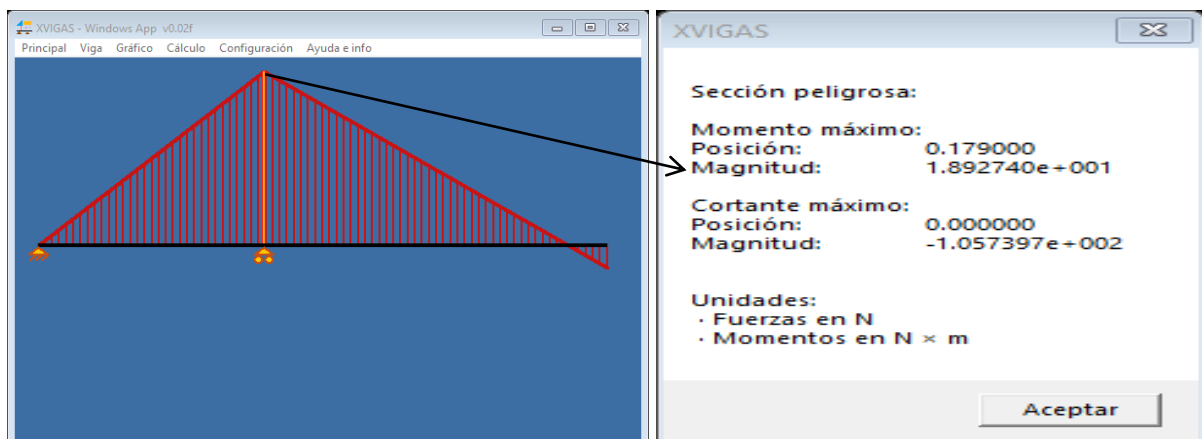 XVIGAS - Windows App v0.02f
Principal Viga Gráfico Cálculo Configuración Ayuda e info
XVIGAS
Sección peligrosa:
Momento máximo:
Posición: 0.179000
Magnitud: 1.892740e+001
Cortante máximo:
Posición: 0.000000
Magnitud: -1.057397e+002
Unidades:
· Fuerzas en N
· Momentos en N × m
Aceptar